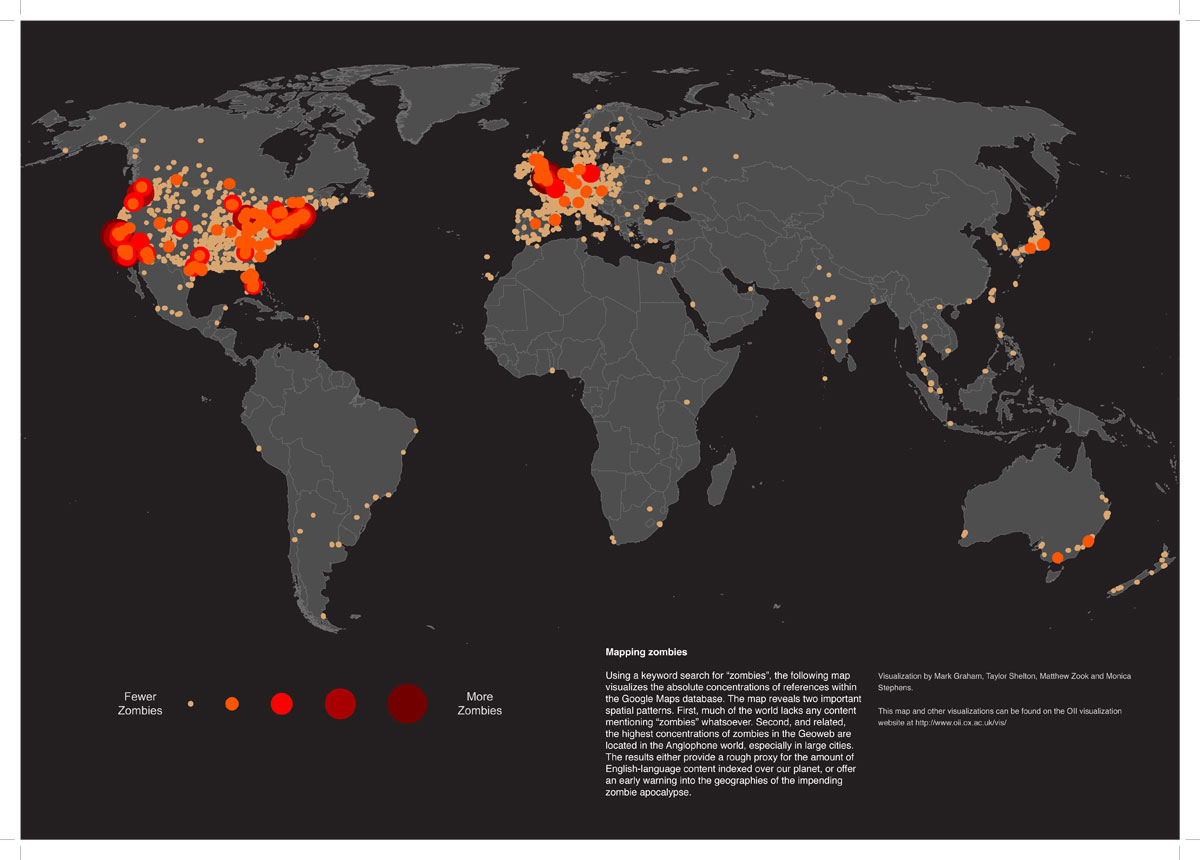 Fewer
Zombies
More
Zombies
Mapping zombies
Using a keyword search for “zombies”, the following map
visualizes the absolute concentrations of references within
the Google Maps database. The map reveals two important
spatial patterns. First, much of the world lacks any content
mentioning “zombies” whatsoever. Second, and related,
the highest concentrations of zombies in the Geoweb are
located in the Anglophone world, especially in large cities.
The results either provide a rough proxy for the amount of
English-language content indexed over our planet, or offer
an early warning into the geographies of the impending
zombie apocalypse.
Visualization by Mark Graham, Taylor Shelton, Matthew Zook and Monica
Stephens.
This map and other visualizations can be found on the OII visualization
website at http://www.oii.ox.ac.uk/vis/